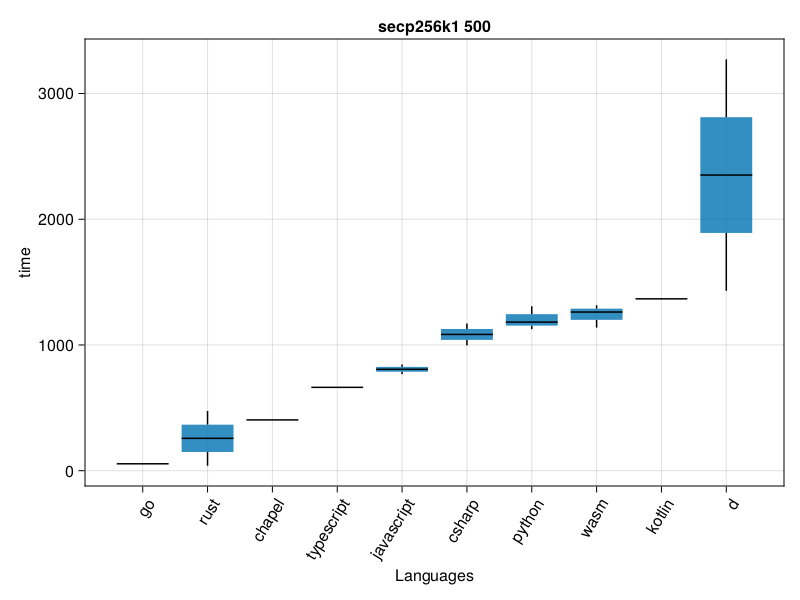 secp256k1 500
time
3000
2000
1000
0
go
rust
chapel
typescript
javascript
csharp
python
wasm
kotlin
d
Languages